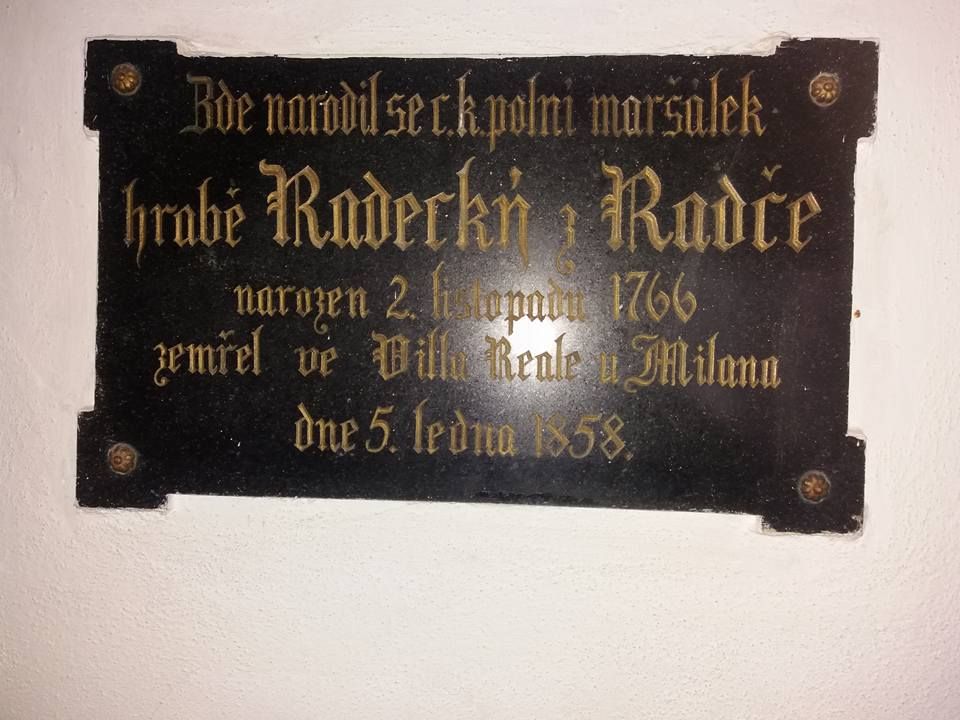 Zde narodil se c.k. polní maršálek
hrabě Radecký z Radče
narozen 2. listopadu 1766
zemřel ve Villa Reale u Milana
dne 5. ledna 1858.